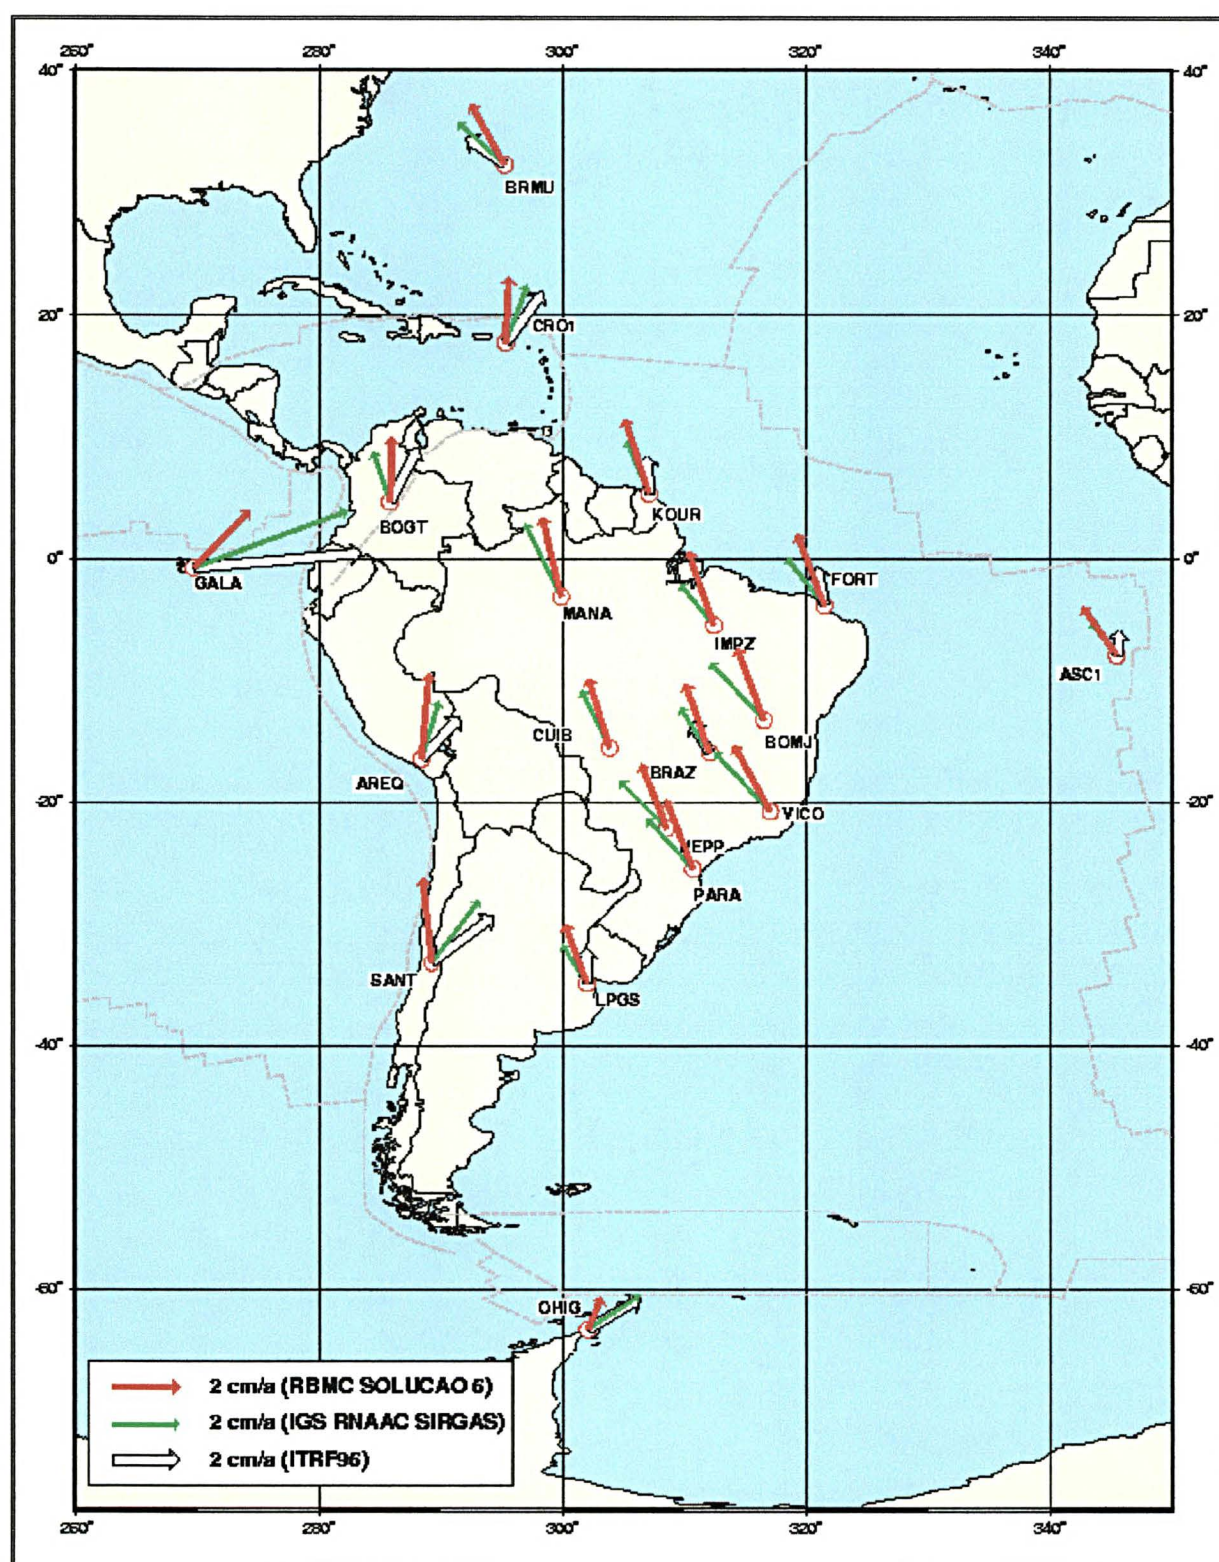 260° 280° 300° 320° 340°
40° 40°
BRMU
20° CRO1 20°
BOGT KOUR
0° GALA FORT 0°
MANA IMPZ
ASC1
CUIB BOMJ
AREQ BRAZ
-20° VICO -20°
NEPP
PARA
SANT LPGS
-40° -40°
-60° -60°
OHIG
2 cm/a (RBMC SOLUCAO 6)
2 cm/a (IGS RNAAC SIRGAS)
2 cm/a (ITRF96)
260° 280° 300° 320° 340°